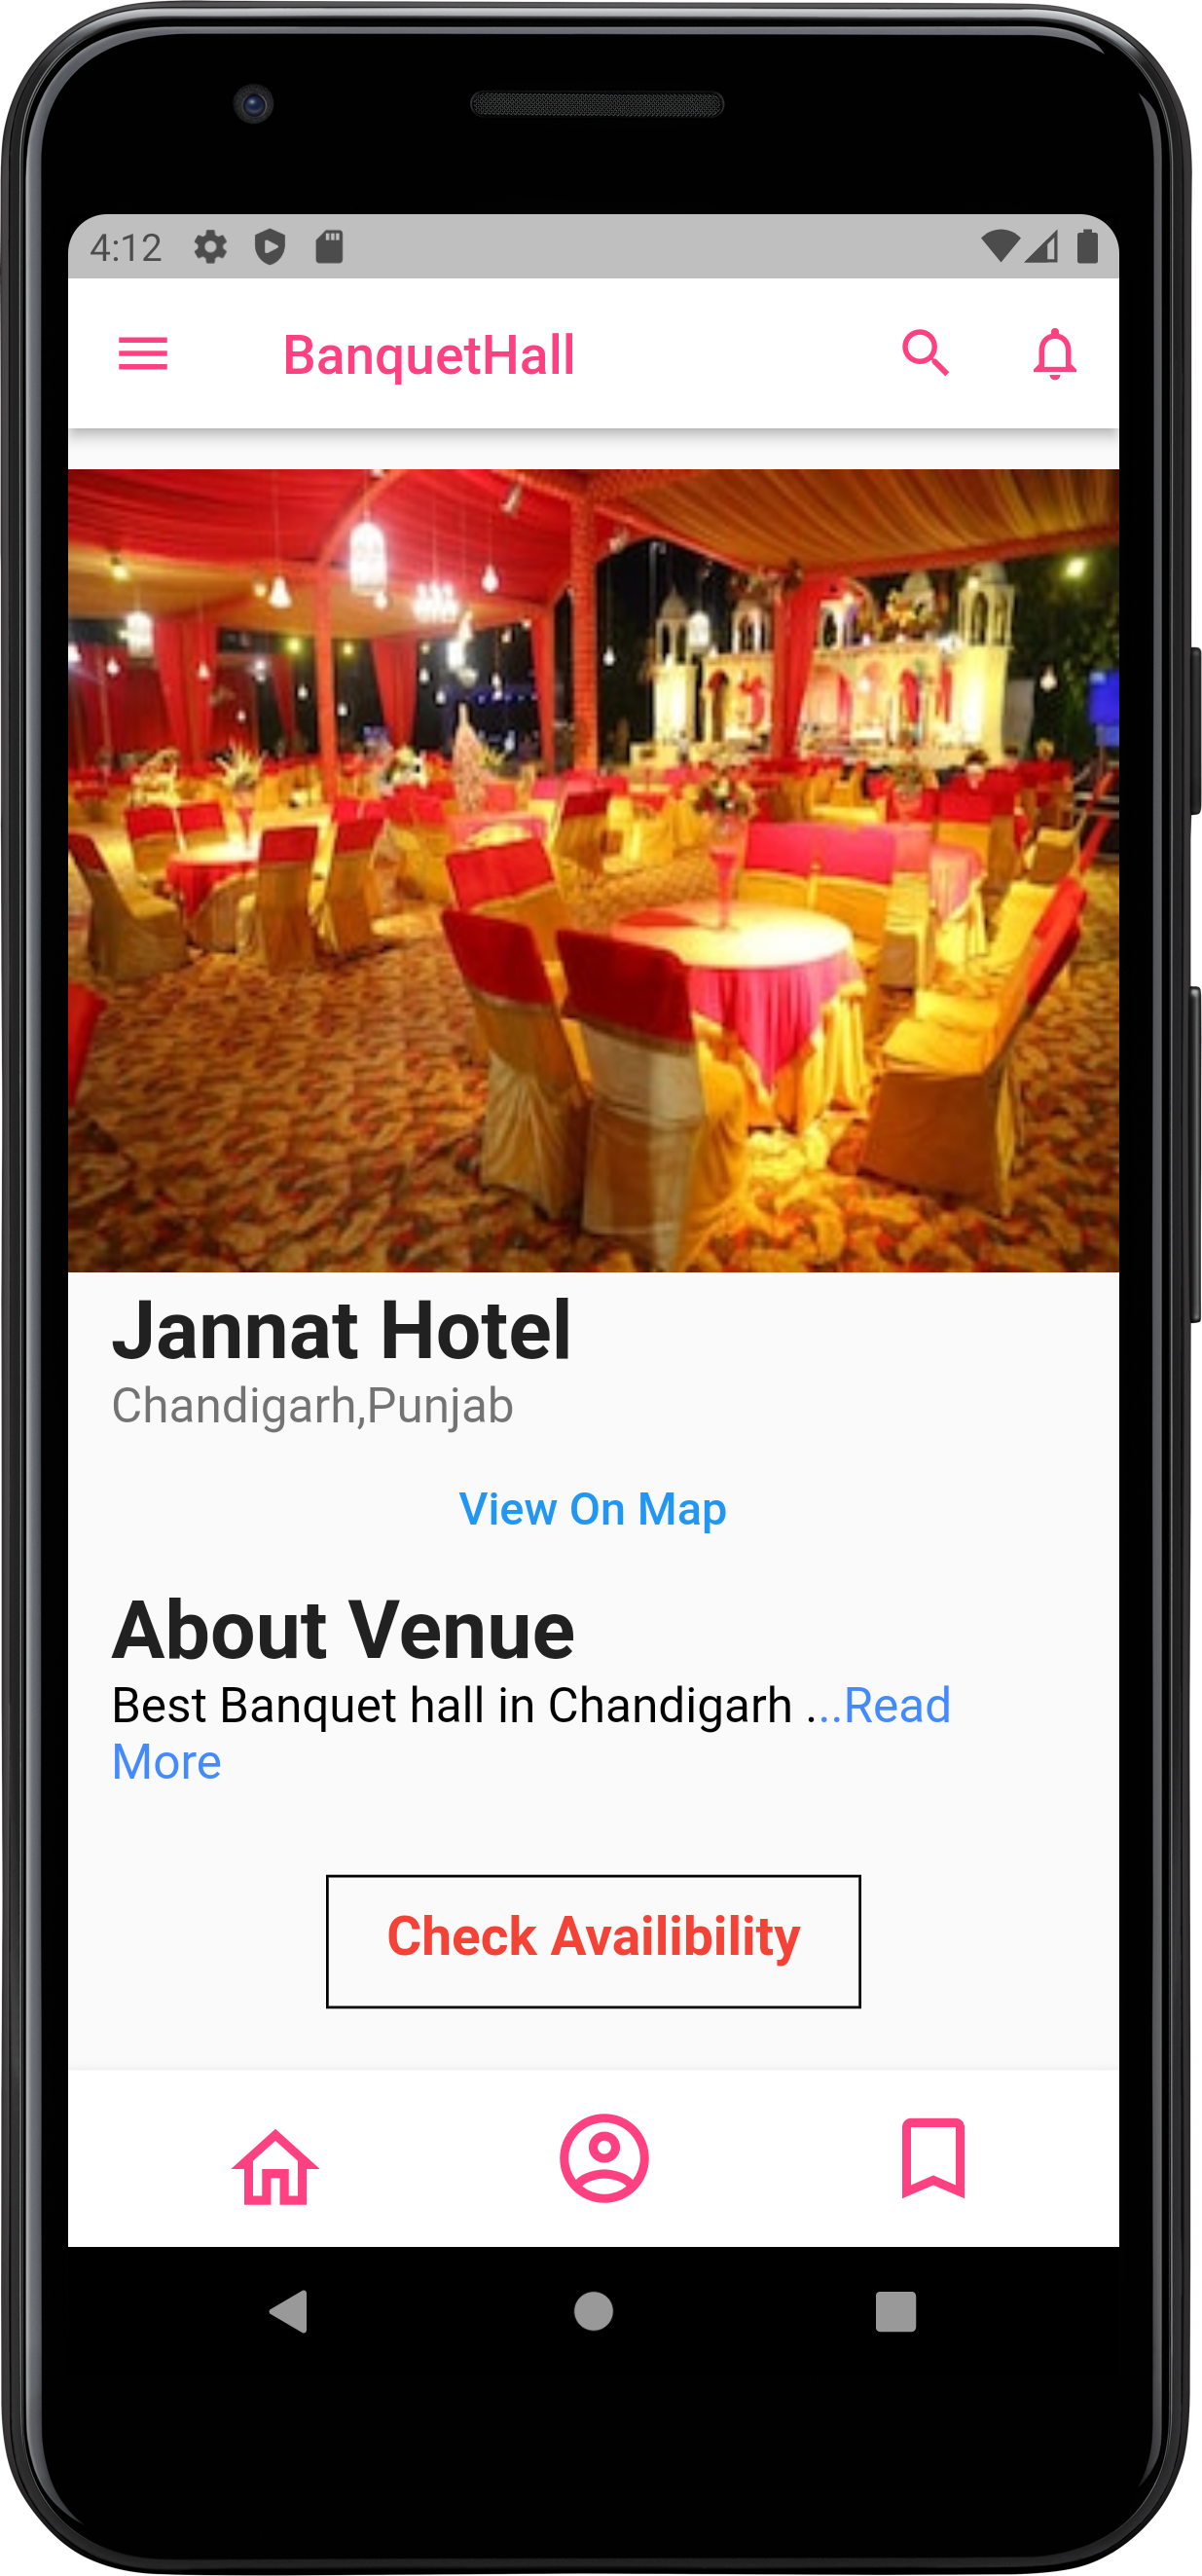 4:12
BanquetHall
Jannat Hotel
Chandigarh,Punjab
View On Map
About Venue
Best Banquet hall in Chandigarh ...Read
More
Check Availibility